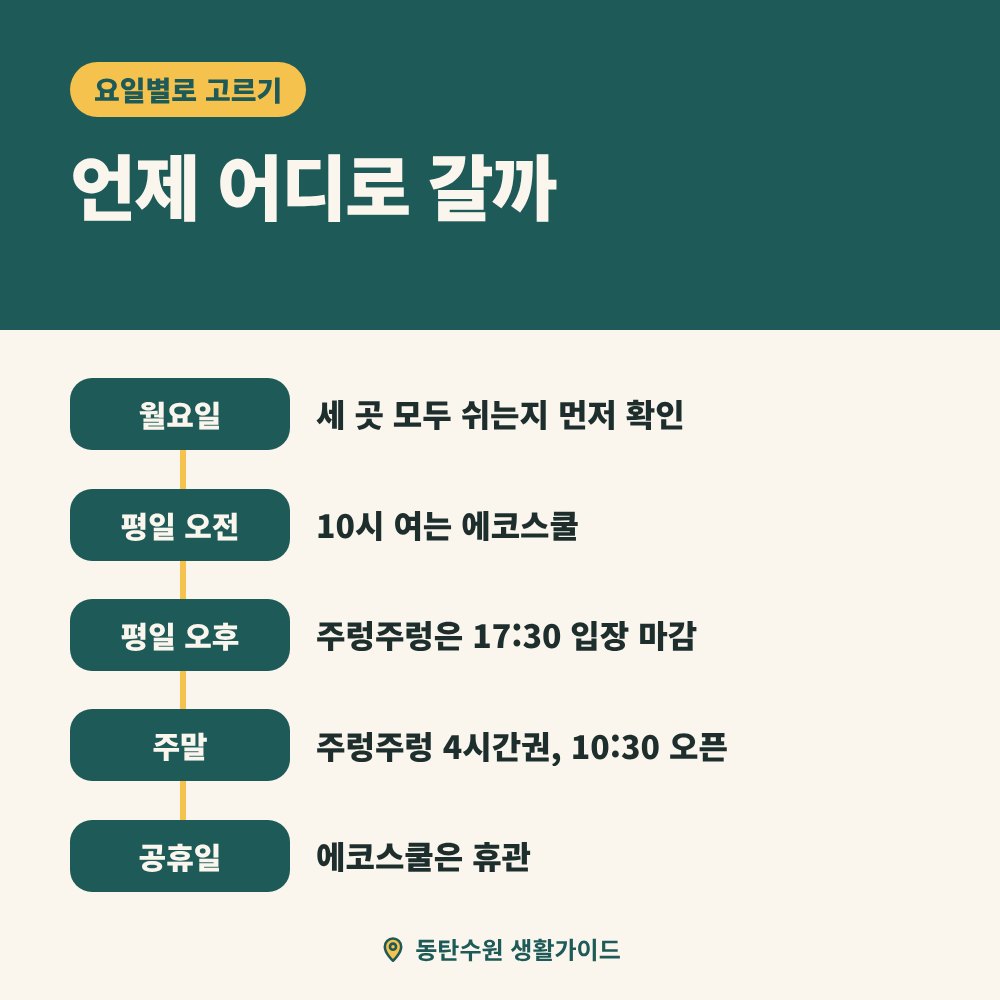 요일별로 고르기
언제 어디로 갈까
월요일 세 곳 모두 쉬는지 먼저 확인
평일 오전 10시 여는 에코스쿨
평일 오후 주렁주렁은 17:30 입장 마감
주말 주렁주렁 4시간권, 10:30 오픈
공휴일 에코스쿨은 휴관
동탄수원 생활가이드